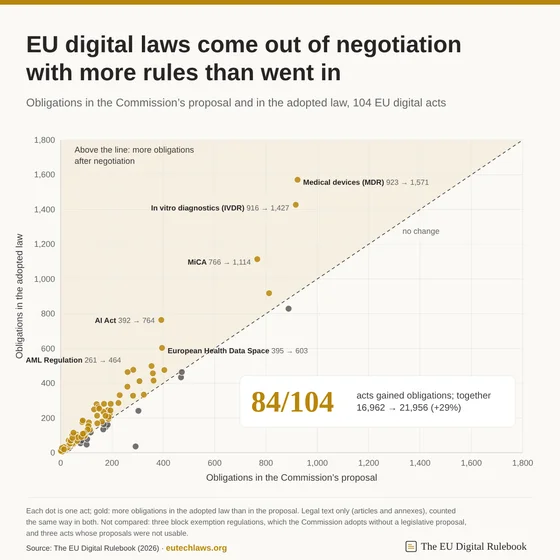 EU digital laws come out of negotiation
with more rules than went in
Obligations in the Commission's proposal and in the adopted law, 104 EU digital acts
Obligations in the adopted law
1,800
1,600
1,400
1,200
1,000
800
600
400
200
0
Above the line: more obligations
after negotiation
Medical devices (MDR) 923 → 1,571
In vitro diagnostics (IVDR) 916 → 1,427
no change
MiCA 766 → 1,114
AI Act 392 → 764
European Health Data Space 395 → 603
AML Regulation 261 → 464
84/104
acts gained obligations; together
16,962 → 21,956 (+29%)
0 200 400 600 800 1,000 1,200 1,400 1,600 1,800
Obligations in the Commission's proposal
Each dot is one act; gold: more obligations in the adopted law than in the proposal. Legal text only (articles and annexes), counted
the same way in both. Not compared: three block exemption regulations, which the Commission adopts without a legislative proposal,
and three acts whose proposals were not usable.
Source: The EU Digital Rulebook (2026) · eutechlaws.org
The EU Digital Rulebook